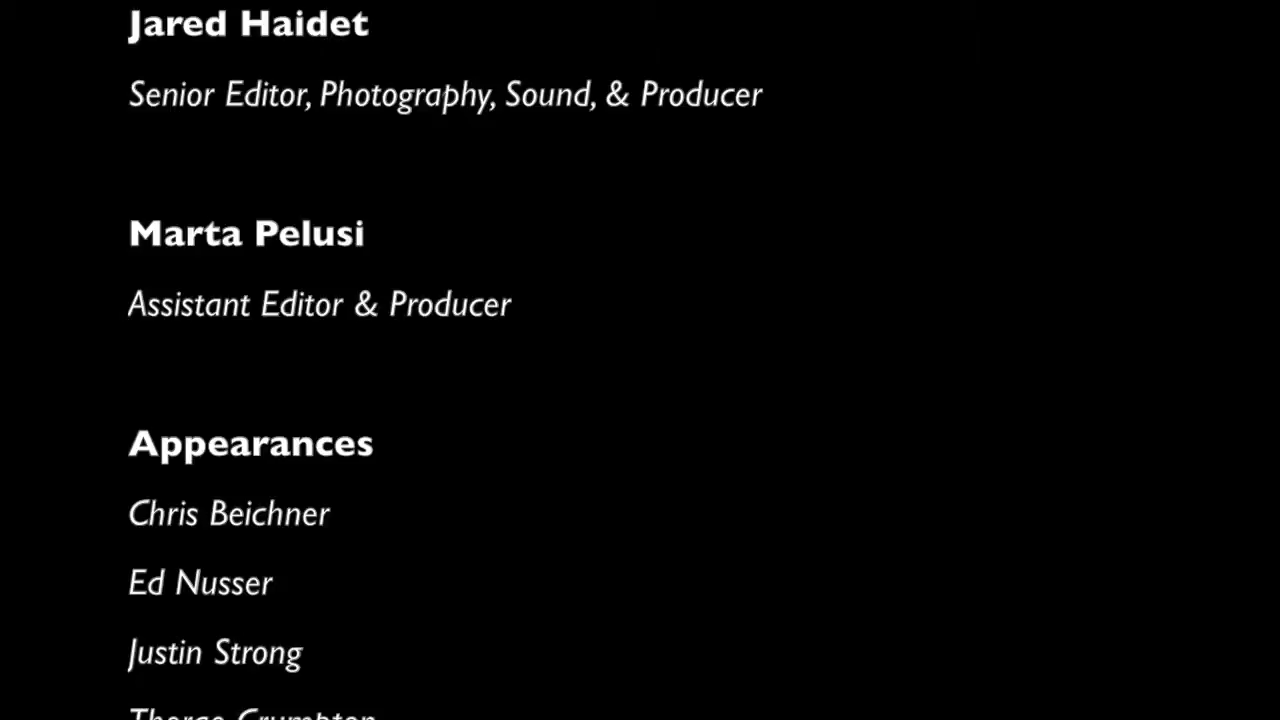 Jared Haidet
Senior Editor, Photography, Sound, & Producer
Marta Pelusi
Assistant Editor & Producer
Appearances
Chris Beichner
Ed Nusser
Justin Strong